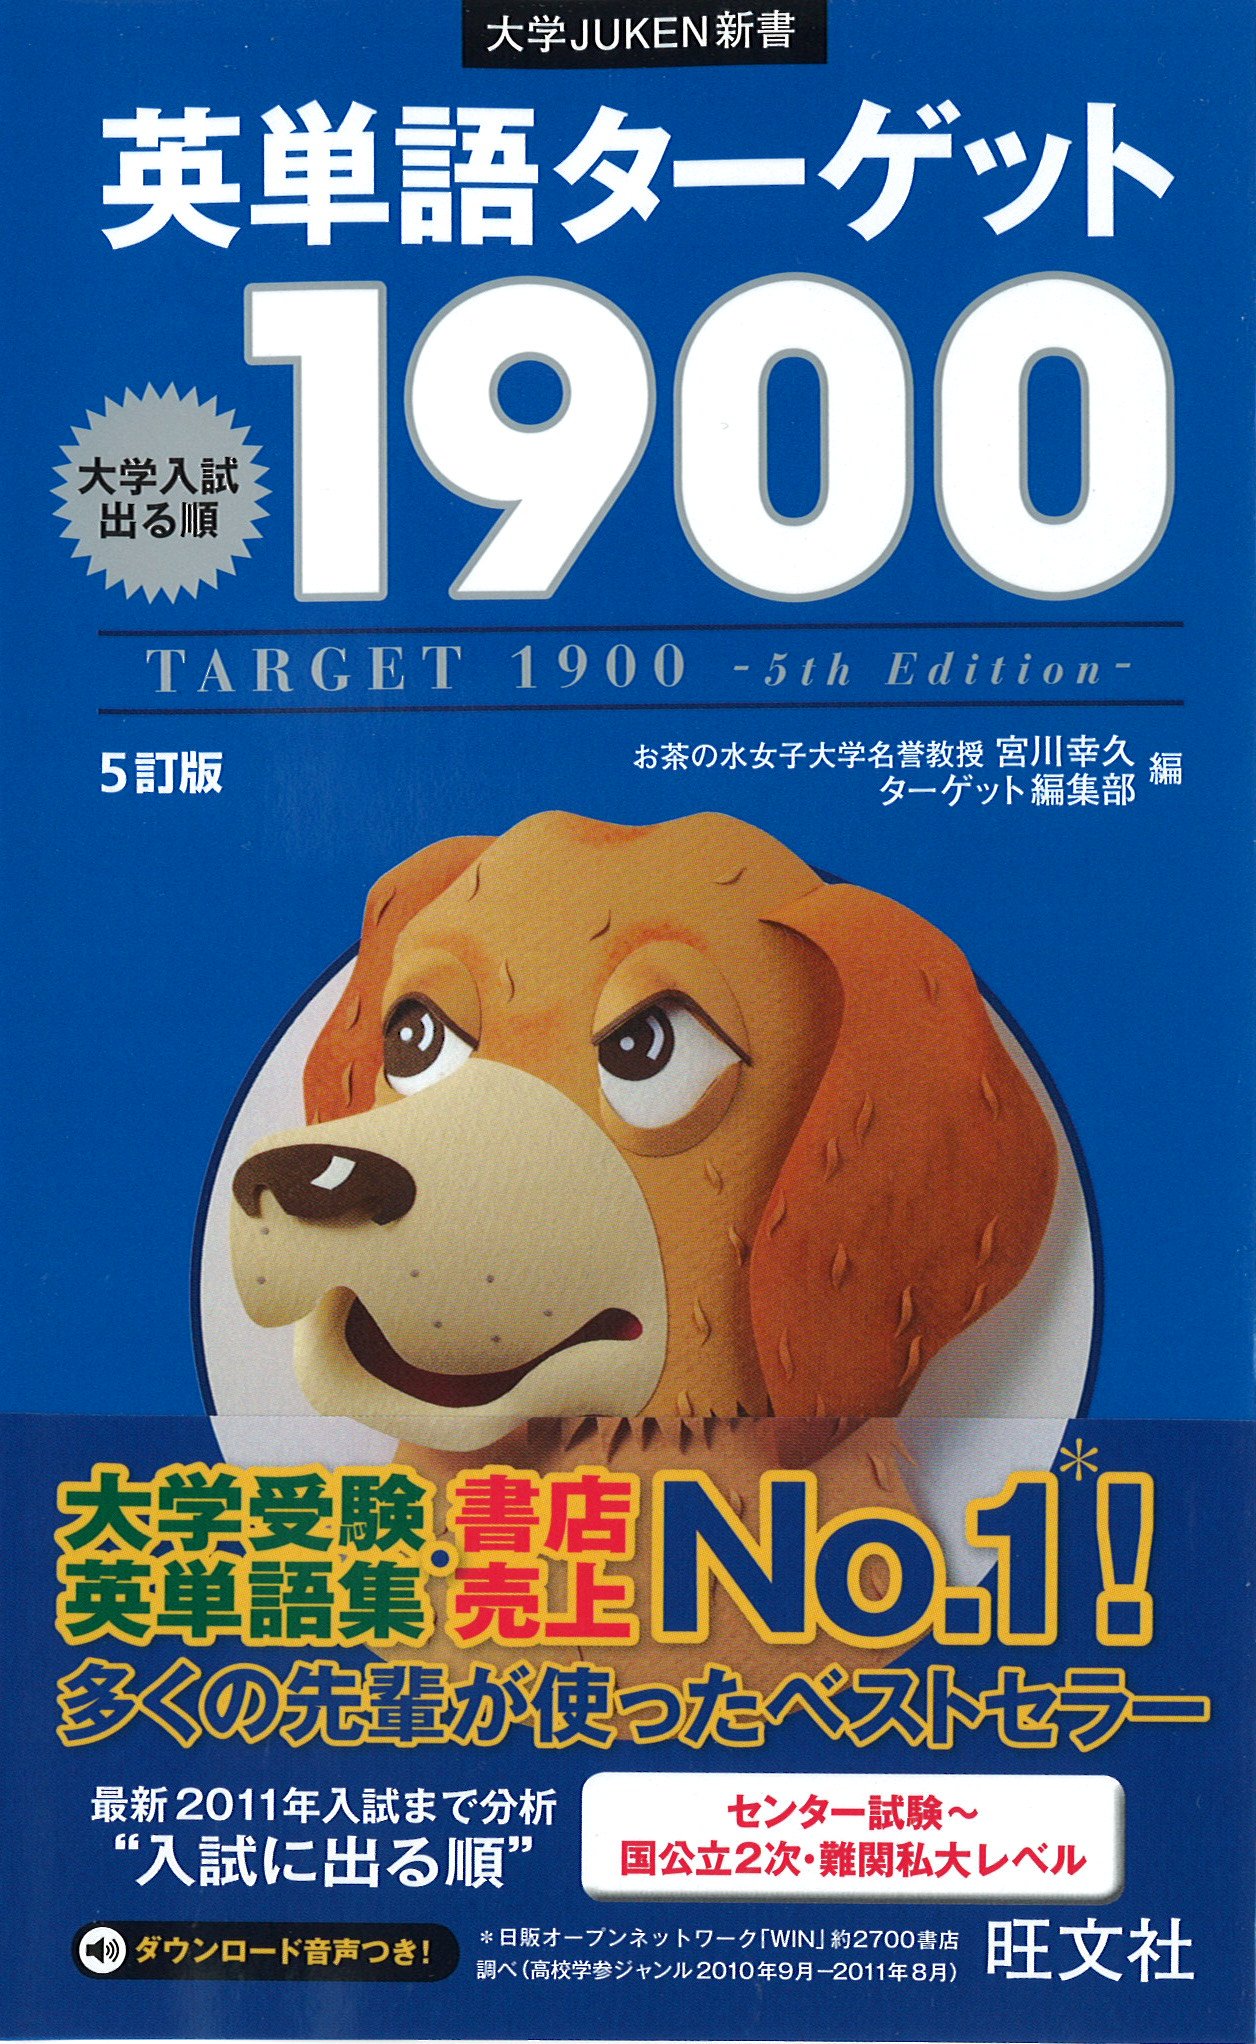 大学JUKEN新書
英単語ターゲット
1900
大学入試
出る順
TARGET 1900 -5th Edition-
5訂版
お茶の水女子大学名誉教授 宮川幸久
ターゲット編集部
編
大学受験
英単語集
・
書店
売上
No.1*!
多くの先輩が使ったベストセラー
最新2011年入試まで分析
“入試に出る順”
センター試験～
国公立2次・難関私大レベル
ダウンロード音声つき!
＊日販オープンネットワーク「WIN」約2700書店
調べ(高校学参ジャンル2010年9月−2011年8月)
旺文社